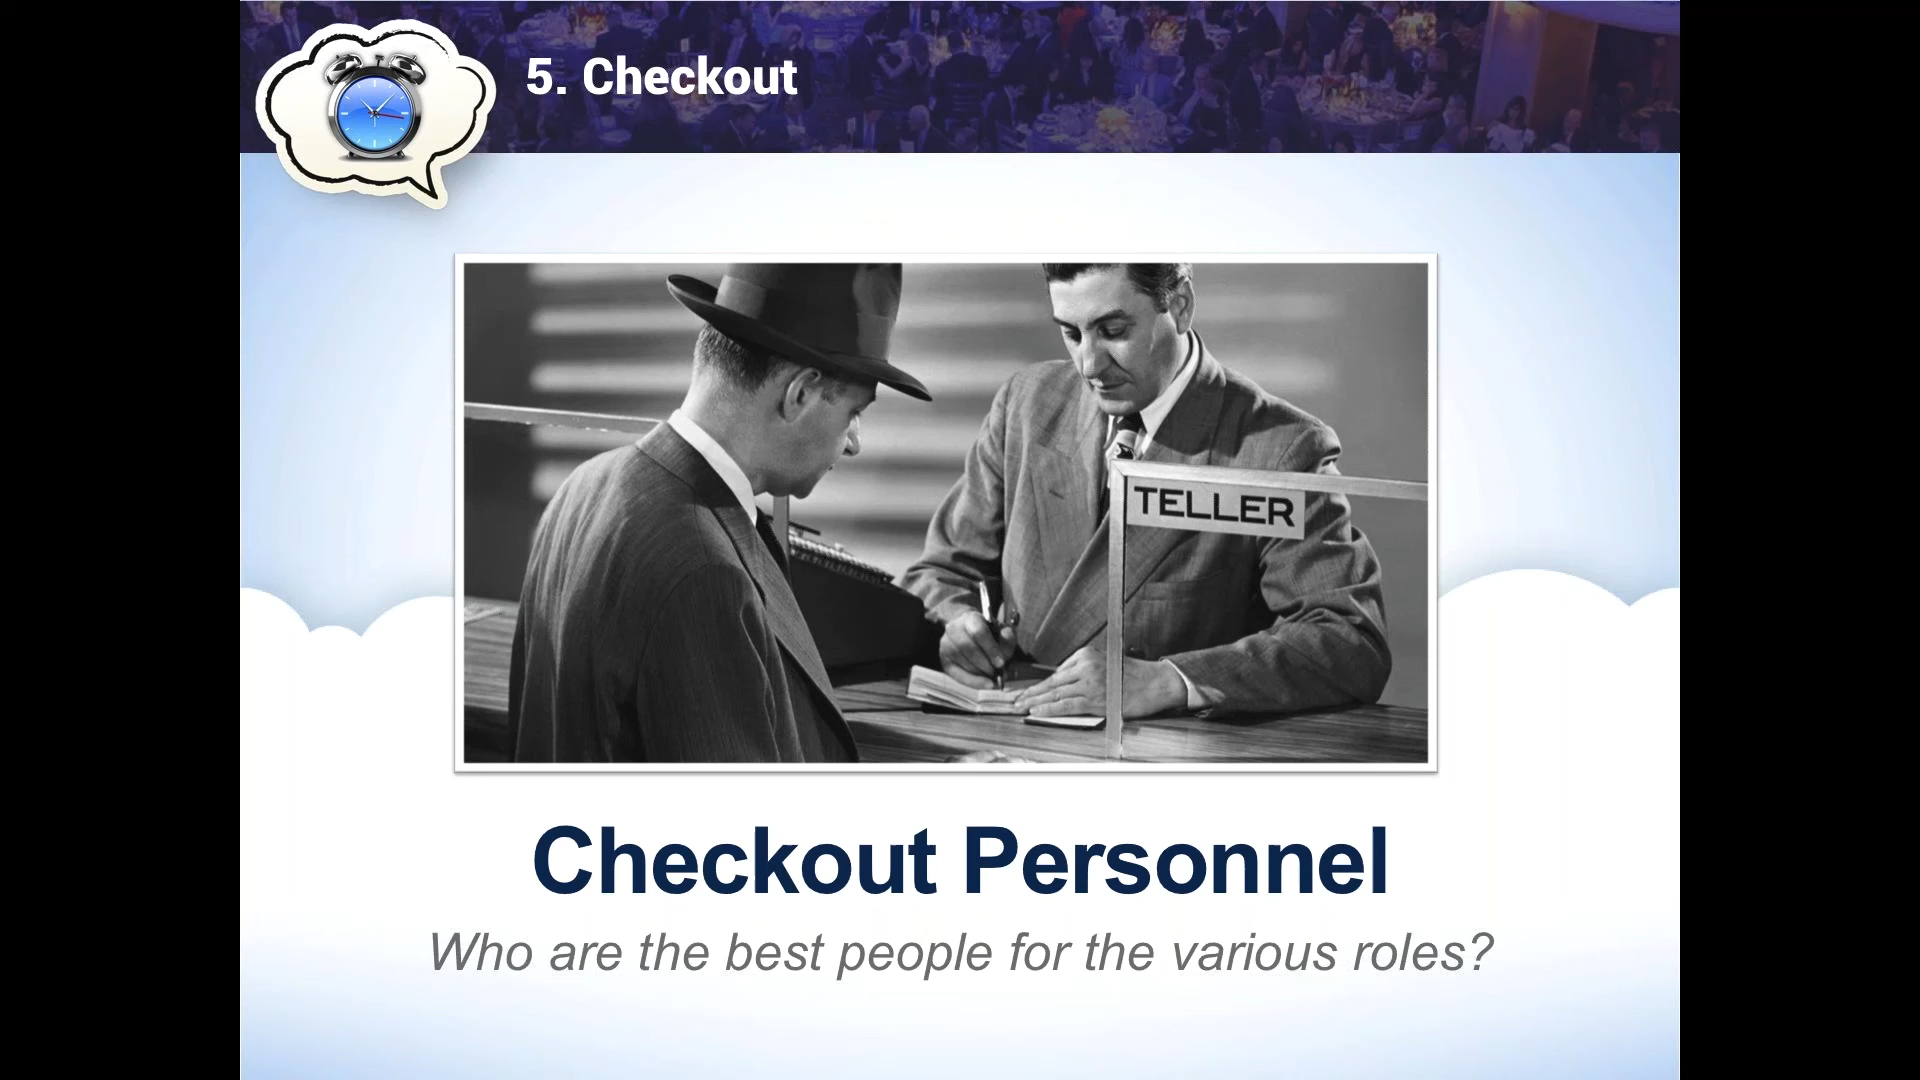 5. Checkout
TELLER
Checkout Personnel
Who are the best people for the various roles?